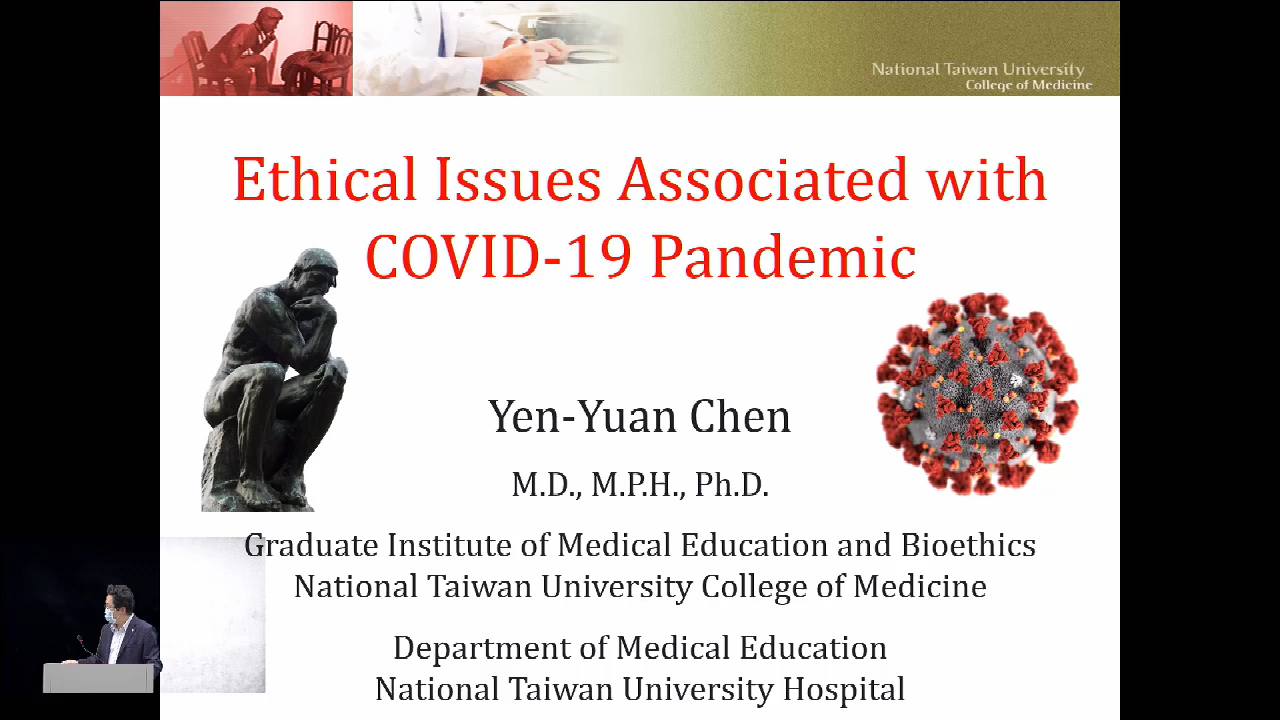 National Taiwan University
College of Medicine
Ethical Issues Associated with
COVID-19 Pandemic
Yen-Yuan Chen
M.D., M.P.H., Ph.D.
Graduate Institute of Medical Education and Bioethics
National Taiwan University College of Medicine
Department of Medical Education
National Taiwan University Hospital